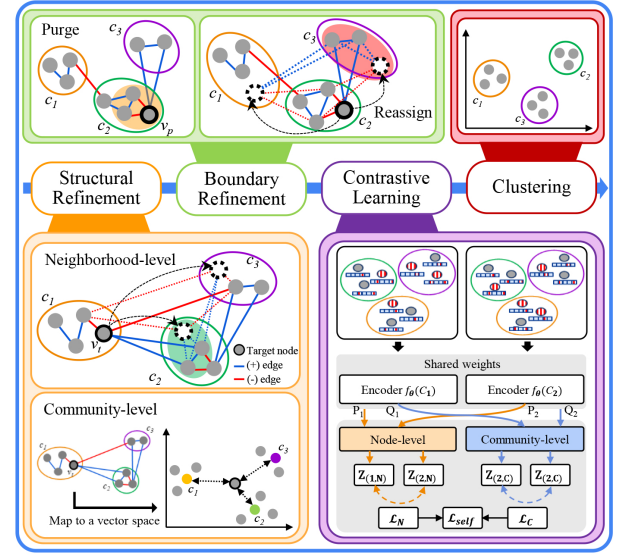 Purge
c3
c1
c2
vp
c1
c3
c2
Reassign
c1
c2
c3
Structural
Refinement
Boundary
Refinement
Contrastive
Learning
Clustering
Neighborhood-level
c1
c3
vt
c2
Target node
(+) edge
(-) edge
Community-level
c1
c3
vt
c2
Map to a vector space
c3
c1
c2
Shared weights
Encoder fθ(C1)
Encoder fθ(C2)
P1
Q1
P2
Q2
Node-level
Community-level
Z(1,N)
Z(2,N)
Z(2,C)
Z(2,C)
ℒN
ℒself
ℒC